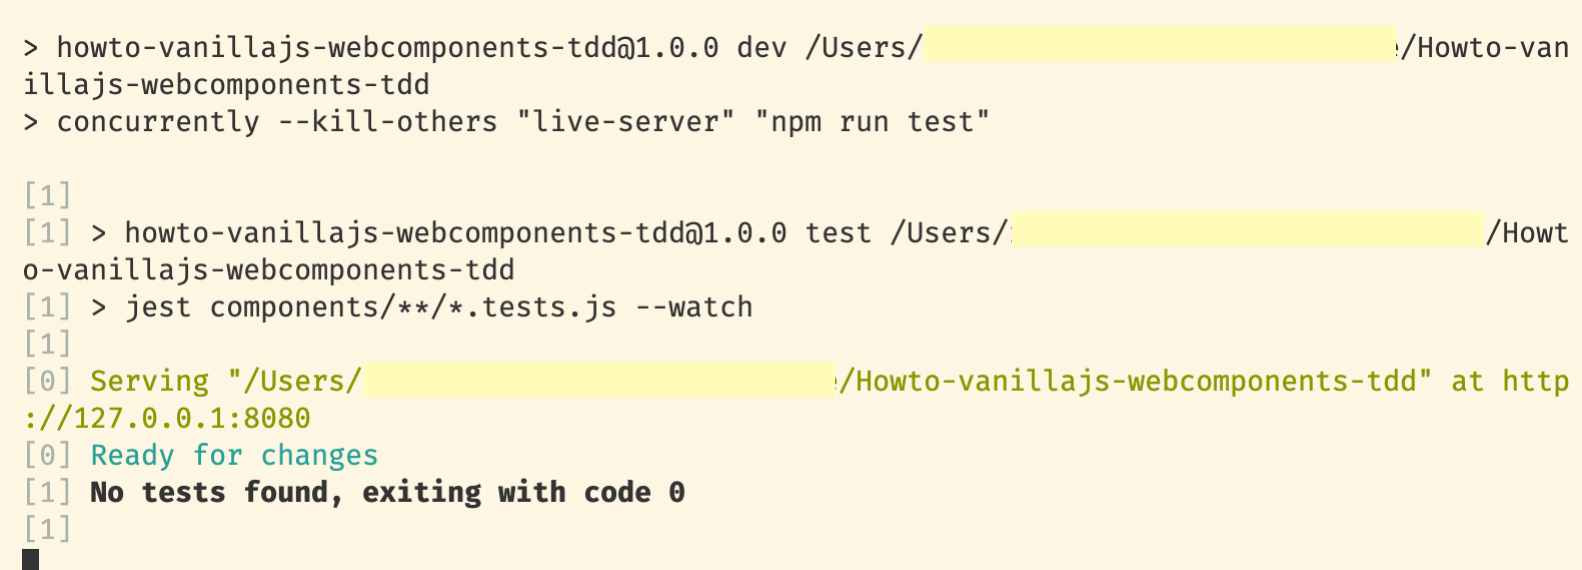 > howto-vanillajs-webcomponents-tdd@1.0.0 dev /Users/ /Howto-van
illajs-webcomponents-tdd
> concurrently --kill-others "live-server" "npm run test"
[1]
[1] > howto-vanillajs-webcomponents-tdd@1.0.0 test /Users/ /Howt
o-vanillajs-webcomponents-tdd
[1] > jest components/**/*.tests.js --watch
[1]
[0] Serving "/Users/ /Howto-vanillajs-webcomponents-tdd" at http
://127.0.0.1:8080
[0] Ready for changes
[1] No tests found, exiting with code 0
[1]